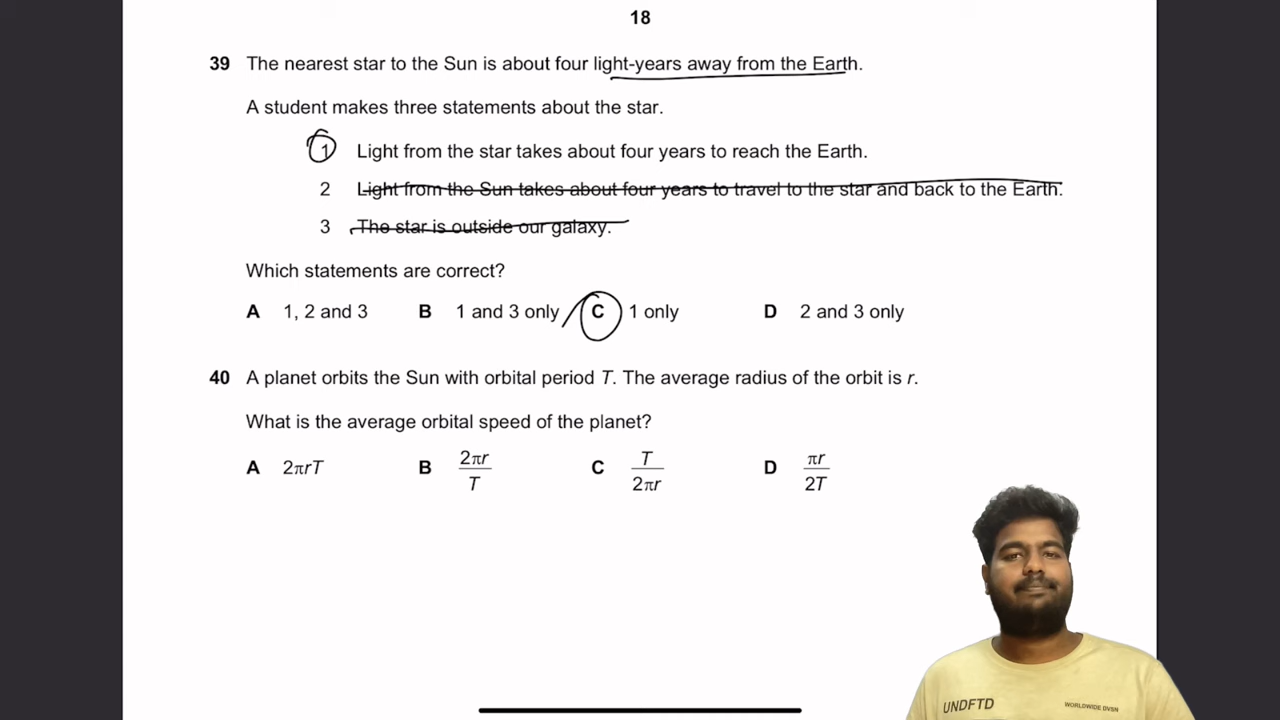 18
39 The nearest star to the Sun is about four light-years away from the Earth.
A student makes three statements about the star.
1 Light from the star takes about four years to reach the Earth.
2 Light from the Sun takes about four years to travel to the star and back to the Earth.
3 The star is outside our galaxy.
Which statements are correct?
A 1, 2 and 3 B 1 and 3 only C 1 only D 2 and 3 only
40 A planet orbits the Sun with orbital period T. The average radius of the orbit is r.
What is the average orbital speed of the planet?
A 2πrT B 2πr/T C T/2πr D πr/2T
UNDFTD WORLDWIDE DVSN